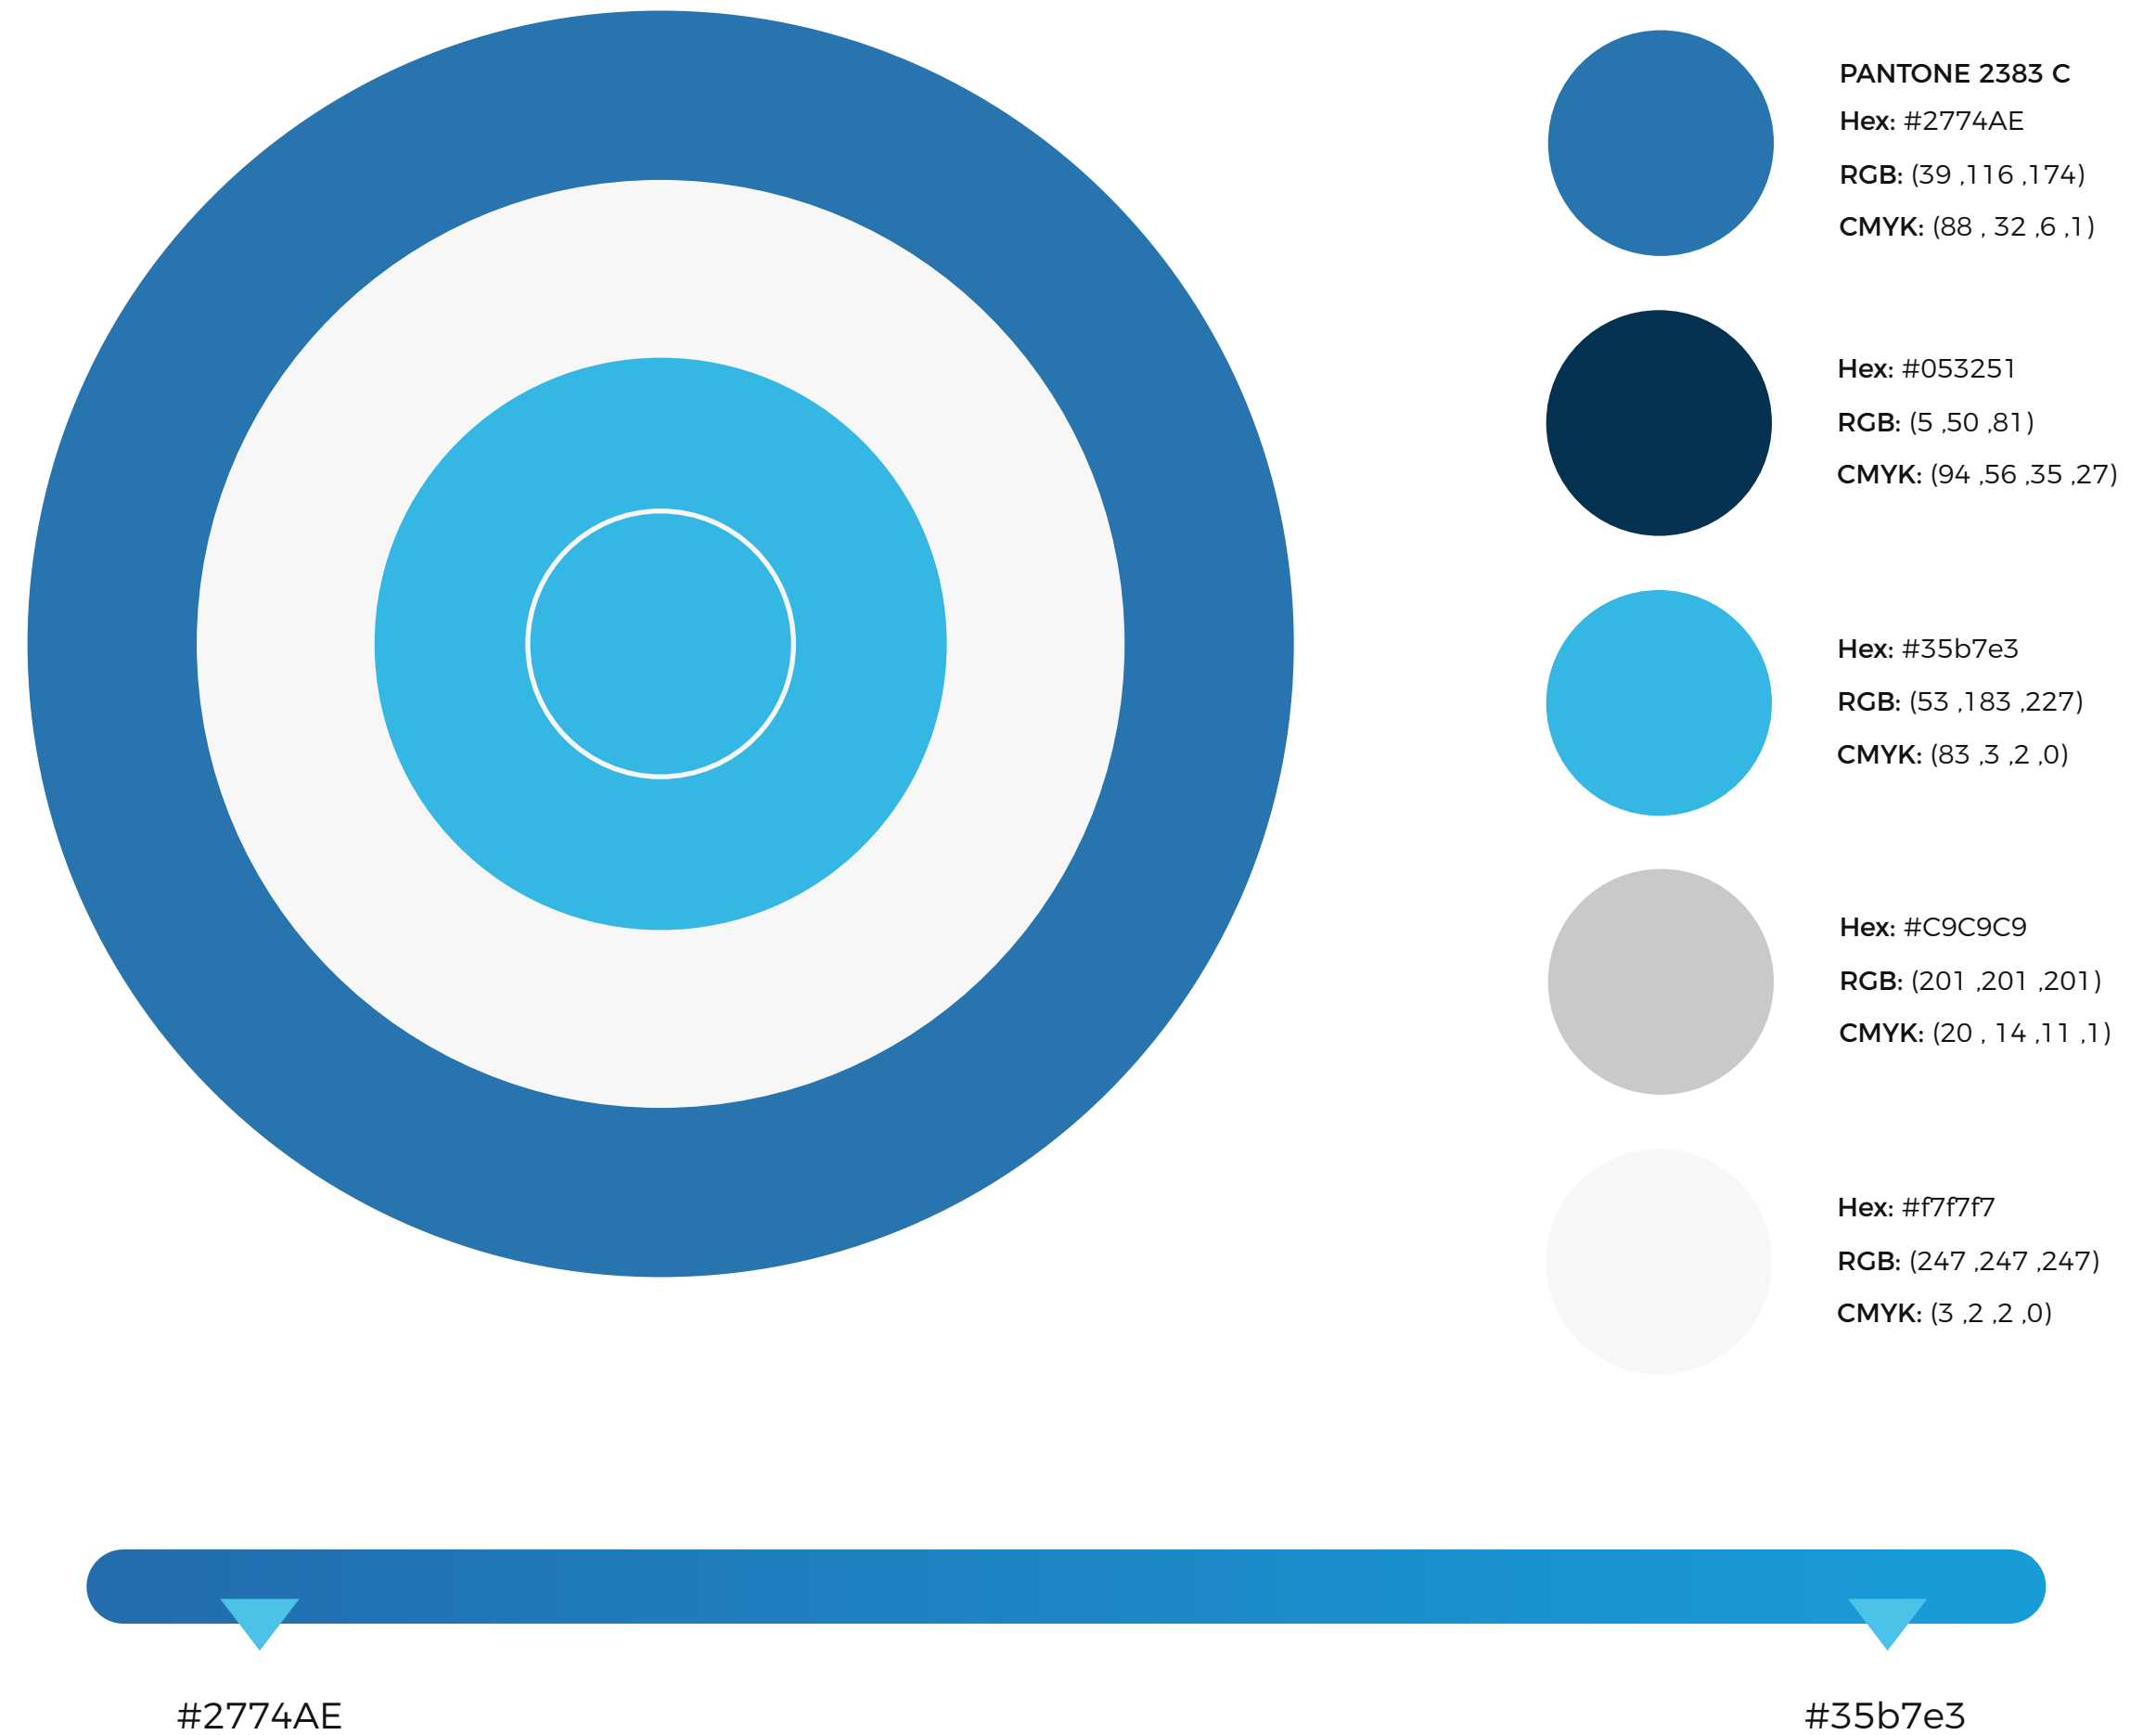 PANTONE 2383 C
Hex: #2774AE
RGB: (39 ,116 ,174)
CMYK: (88 , 32 ,6 ,1)
Hex: #053251
RGB: (5 ,50 ,81)
CMYK: (94 ,56 ,35 ,27)
Hex: #35b7e3
RGB: (53 ,183 ,227)
CMYK: (83 ,3 ,2 ,0)
Hex: #C9C9C9
RGB: (201 ,201 ,201)
CMYK: (20 , 14 ,11 ,1)
Hex: #f7f7f7
RGB: (247 ,247 ,247)
CMYK: (3 ,2 ,2 ,0)
#2774AE
#35b7e3